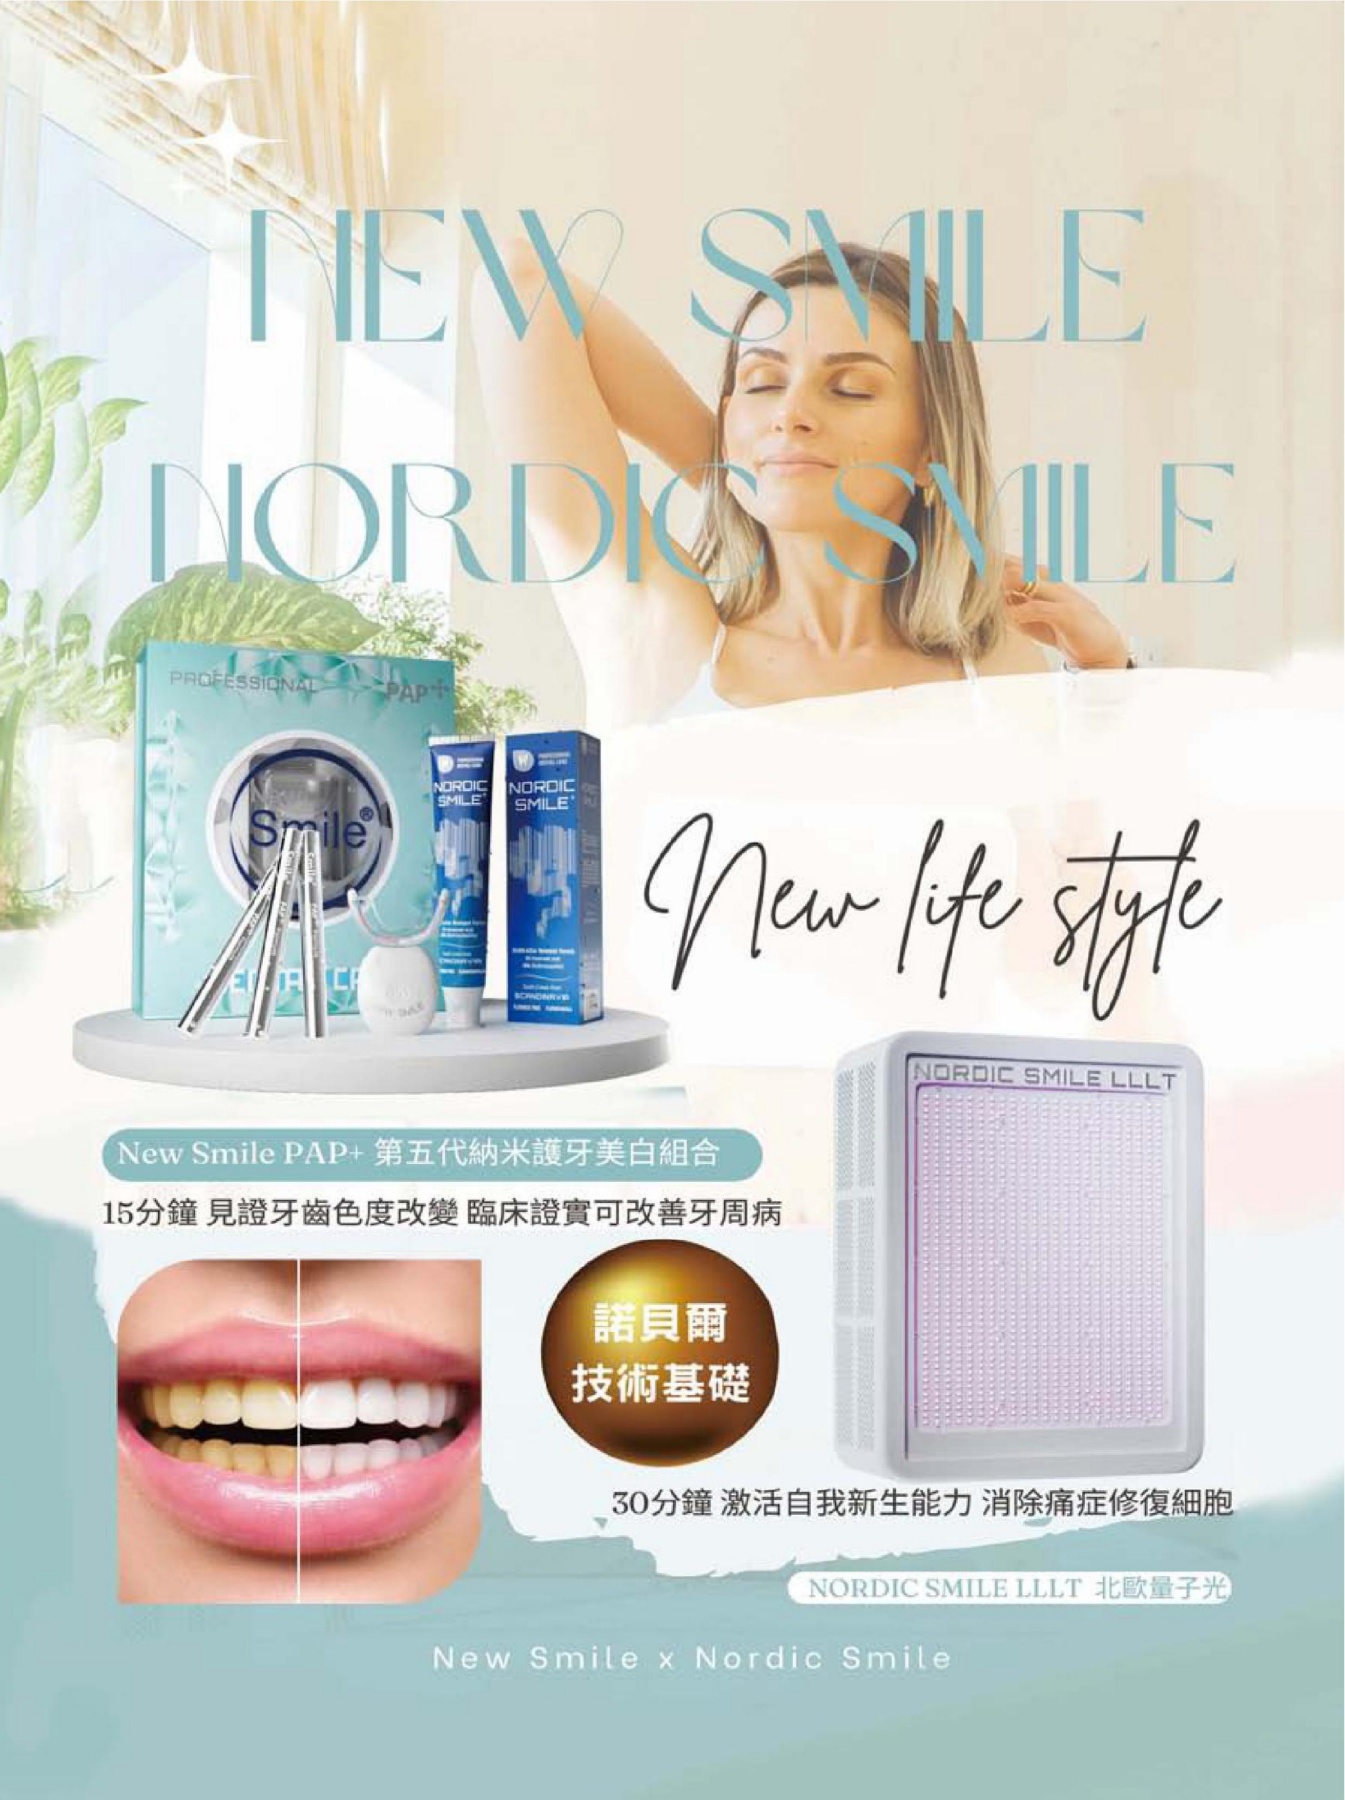 NEW SMILE
NORDIC SMILE
PROFESSIONAL
PAP+
Smile®
NORDIC
SMILE
NORDIC
SMILE
SCANDINAVIA
New life style
NORDIC SMILE LLLT
New Smile PAP+ 第五代納米護牙美白組合
15分鐘 見證牙齒色度改變 臨床證實可改善牙周病
諾貝爾
技術基礎
30分鐘 激活自我新生能力 消除痛症修復細胞
NORDIC SMILE LLLT 北歐量子光
New Smile x Nordic Smile